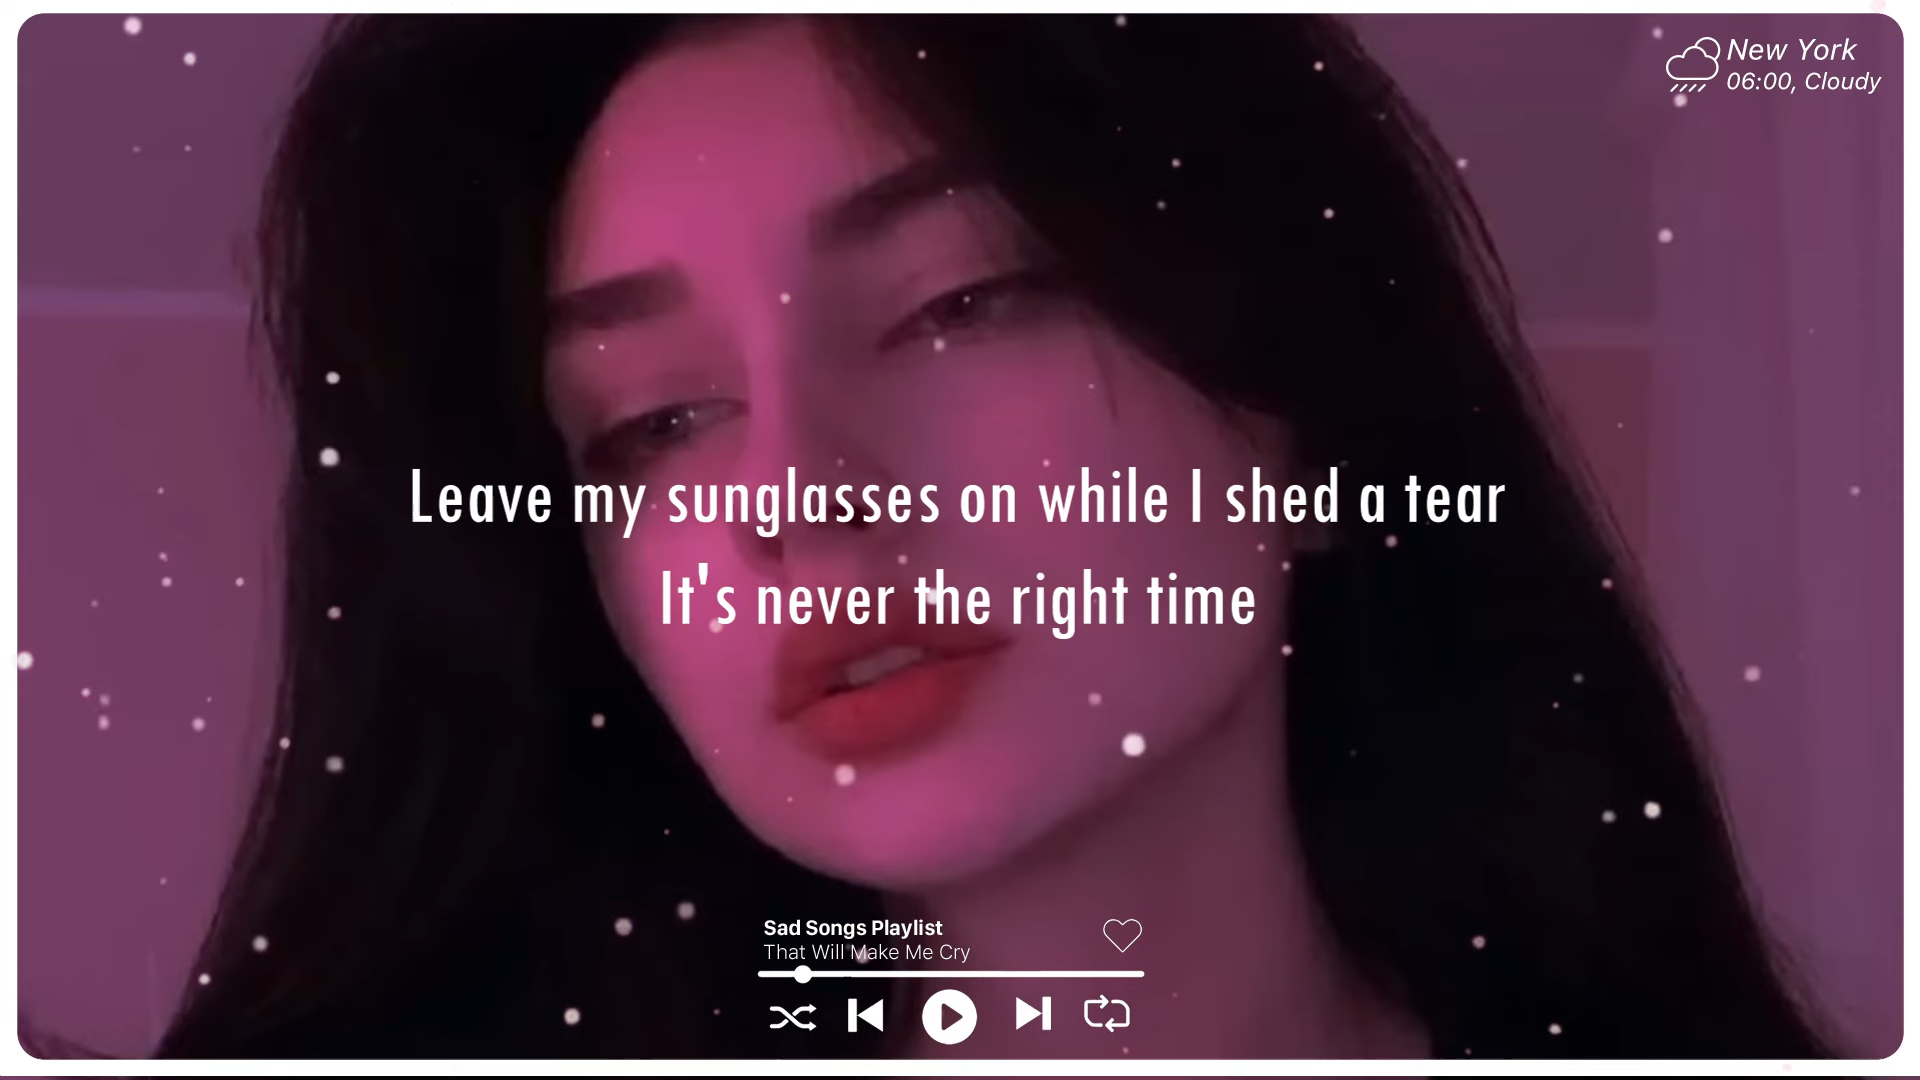 New York
06:00, Cloudy
Leave my sunglasses on while I shed a tear
It's never the right time
Sad Songs Playlist
That Will Make Me Cry